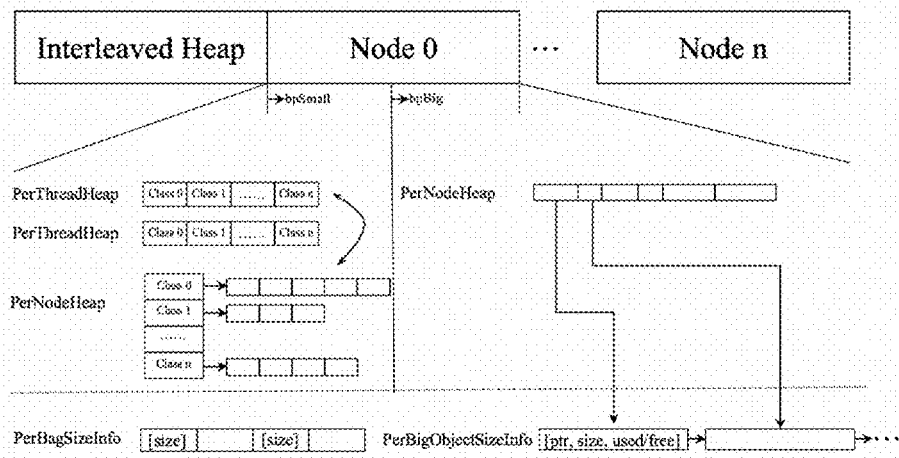 Interleaved Heap
Node 0
...
Node n
bpSmall
bpBig
PerThreadHeap
Class 0 Class 1 ...... Class n
PerThreadHeap
Class 0 Class 1 ...... Class n
PerNodeHeap
PerNodeHeap
Class 0
Class 1
......
Class n
PerBagSizeInfo
[size] [size]
PerBigObjectSizeInfo
[ptr, size, used/free]
...